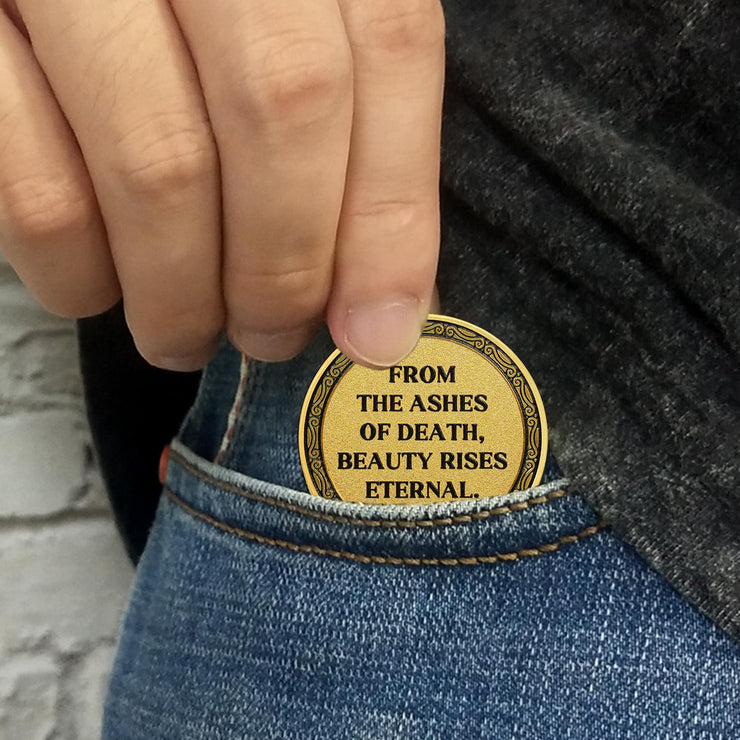 FROM
THE ASHES
OF DEATH,
BEAUTY RISES
ETERNAL.